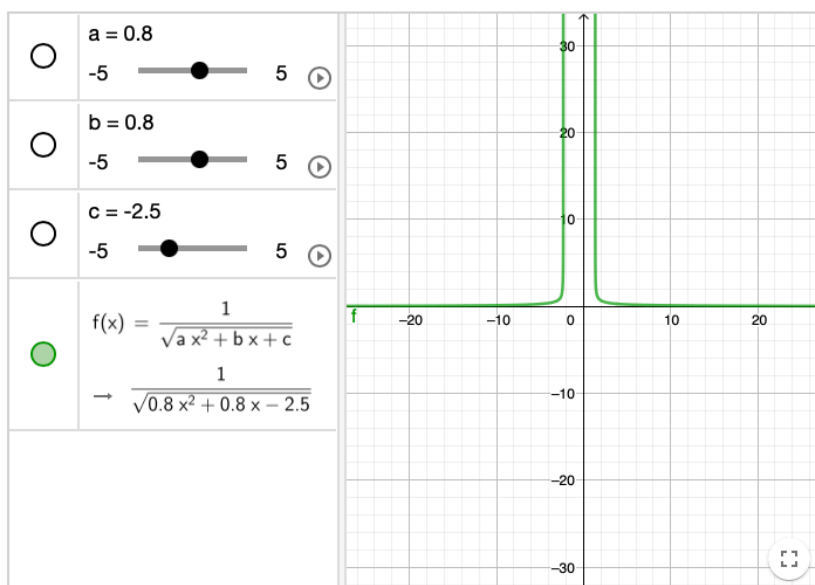 a = 0.8
-5 5
b = 0.8
-5 5
c = -2.5
-5 5
f(x) = 1 / √(a x² + b x + c)
→ 1 / √(0.8 x² + 0.8 x − 2.5)
30
20
10
f −20 −10 0 10 20
−10
−20
−30